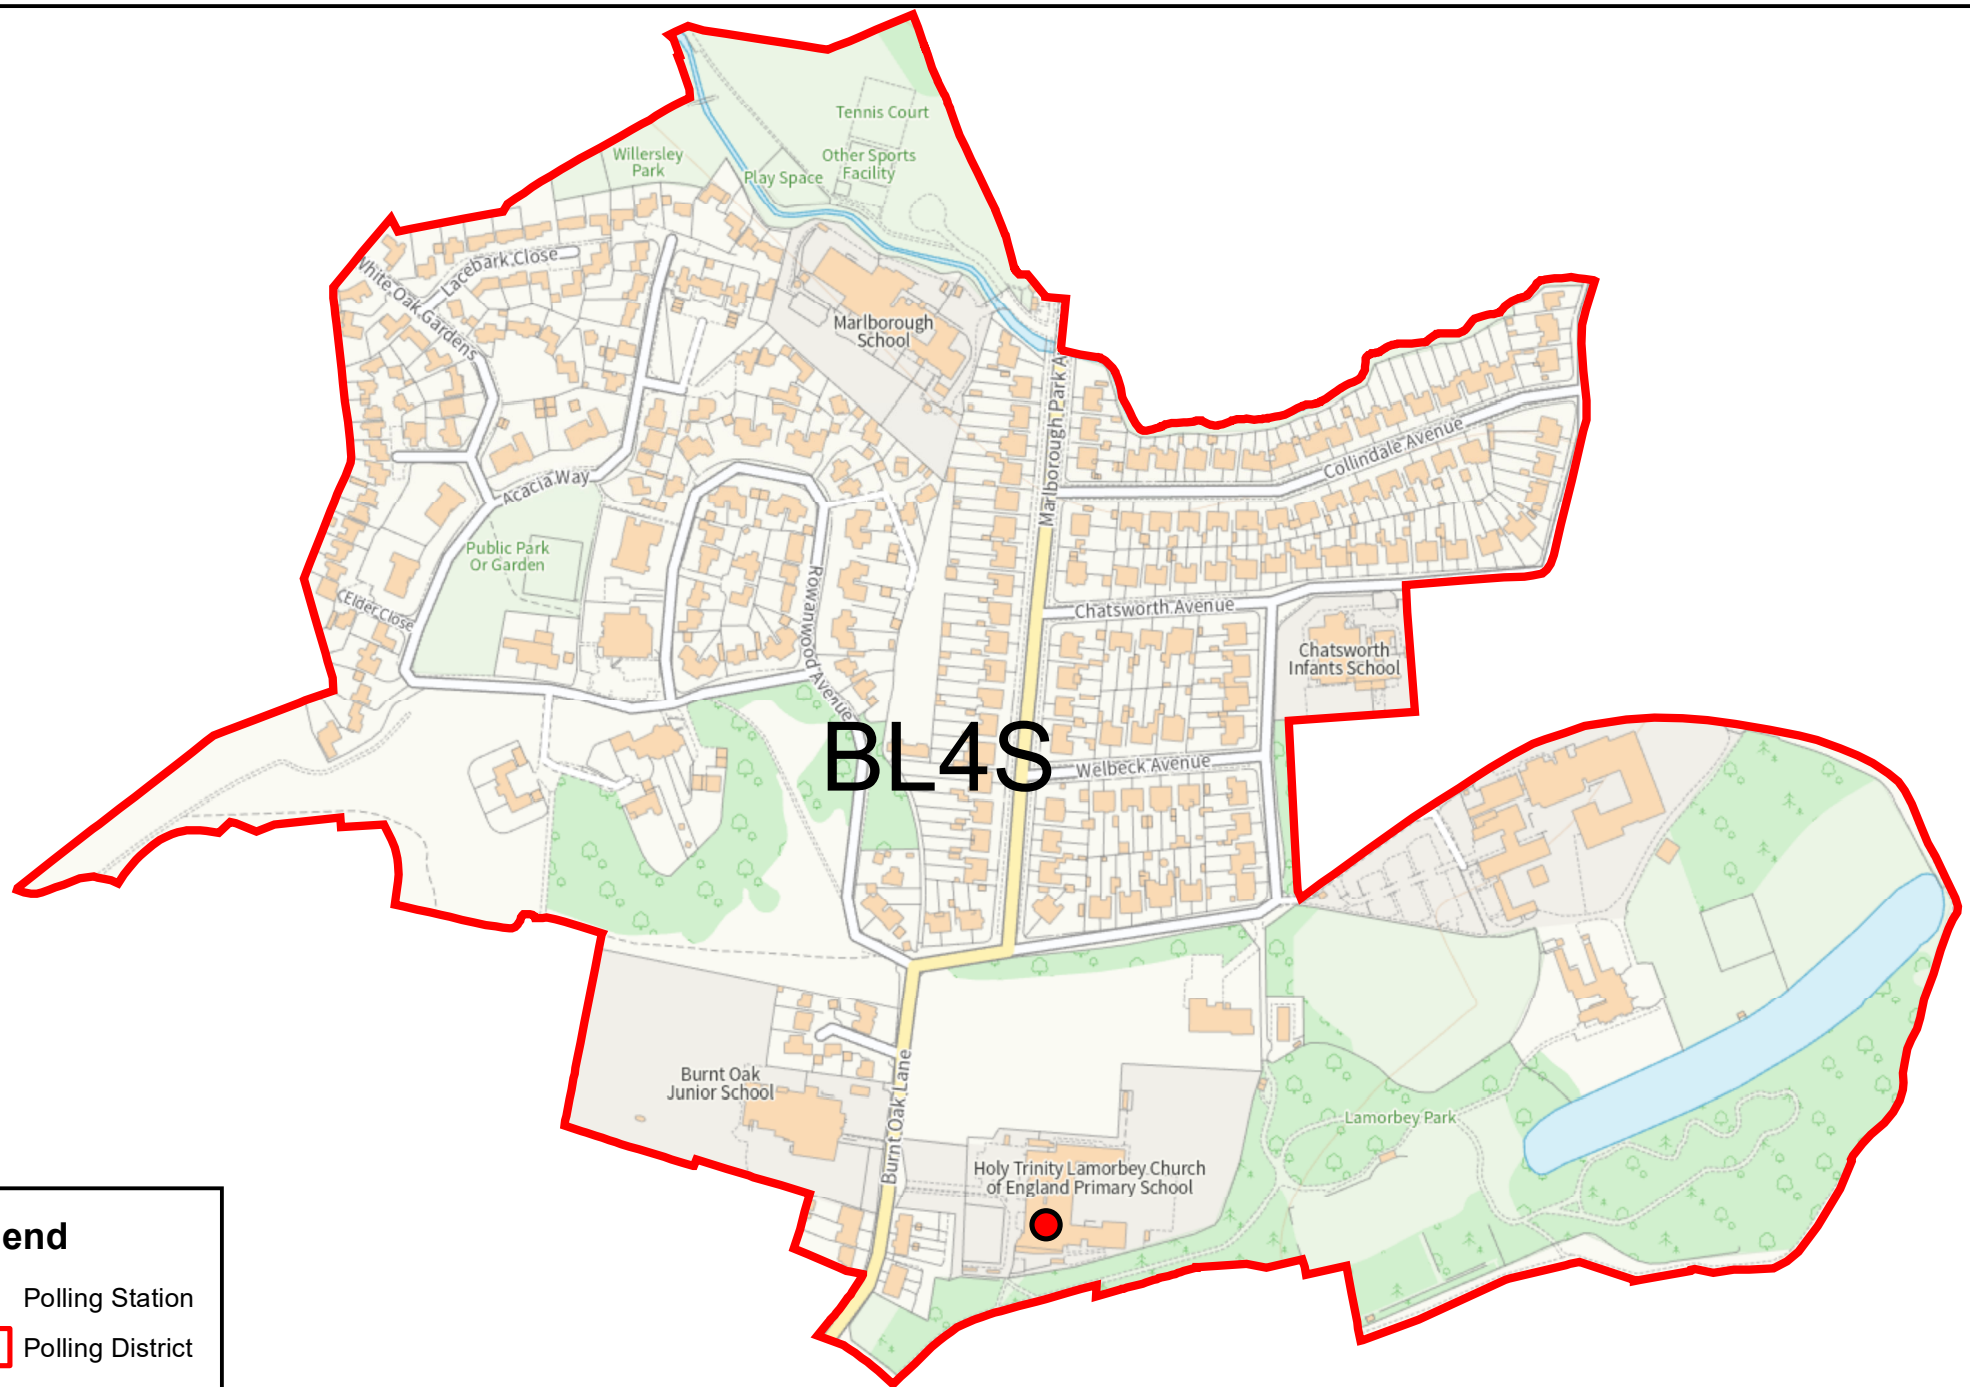 Tennis Court
Other Sports
Facility
Willersley
Park
Play Space
Lacebark Close
White Oak Gardens
Marlborough
School
Marlborough Park A
Collindale Avenue
Acacia Way
Public Park
Or Garden
Elder Close
Rowanwood Avenue
Chatsworth Avenue
Chatsworth
Infants School
BL4S
Welbeck Avenue
Burnt Oak
Junior School
Burnt Oak Lane
Lamorbey Park
Holy Trinity Lamorbey Church
of England Primary School
end
Polling Station
Polling District